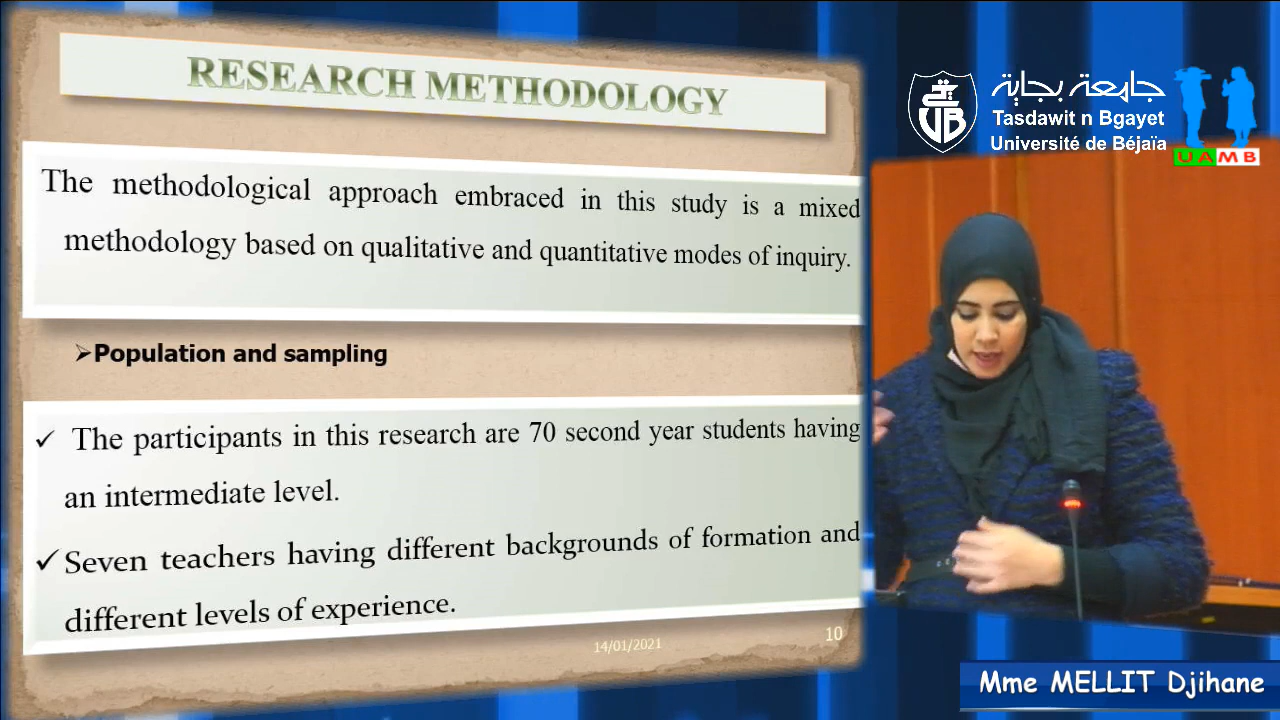 RESEARCH METHODOLOGY
The methodological approach embraced in this study is a mixed
methodology based on qualitative and quantitative modes of inquiry.
➢Population and sampling
✓ The participants in this research are 70 second year students having
an intermediate level.
✓Seven teachers having different backgrounds of formation and
different levels of experience.
14/01/2021
10
جامعة بجاية
Tasdawit n Bgayet
Université de Béjaïa
UAMB
Mme MELLIT Djihane